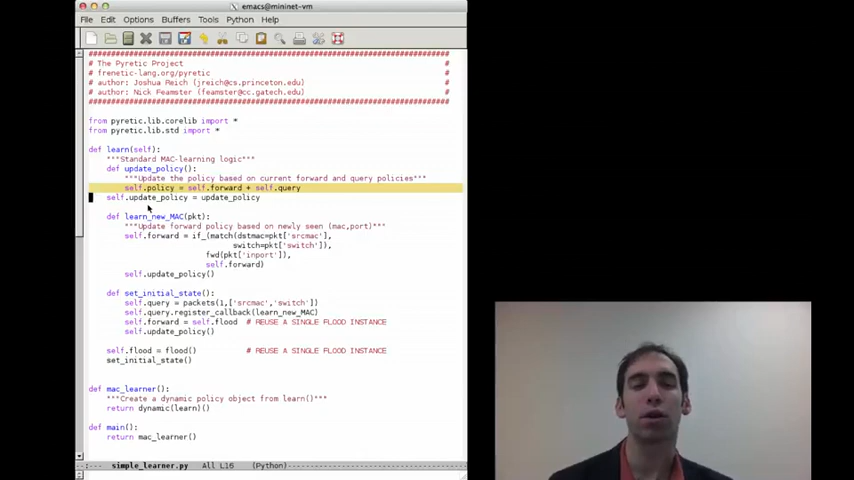 emacs@mininet-vm
File Edit Options Buffers Tools Python Help
################################################################################
# The Pyretic Project #
# frenetic-lang.org/pyretic #
# author: Joshua Reich (jreich@cs.princeton.edu) #
# author: Nick Feamster (feamster@cc.gatech.edu) #
################################################################################
from pyretic.lib.corelib import *
from pyretic.lib.std import *
def learn(self):
"""Standard MAC-learning logic"""
def update_policy():
"""Update the policy based on current forward and query policies"""
self.policy = self.forward + self.query
self.update_policy = update_policy
def learn_new_MAC(pkt):
"""Update forward policy based on newly seen (mac,port)"""
self.forward = if_(match(dstmac=pkt['srcmac'],
switch=pkt['switch']),
fwd(pkt['inport']),
self.forward)
self.update_policy()
def set_initial_state():
self.query = packets(1,['srcmac','switch'])
self.query.register_callback(learn_new_MAC)
self.forward = self.flood # REUSE A SINGLE FLOOD INSTANCE
self.update_policy()
self.flood = flood() # REUSE A SINGLE FLOOD INSTANCE
set_initial_state()
def mac_learner():
"""Create a dynamic policy object from learn()"""
return dynamic(learn)()
def main():
return mac_learner()
--:--- simple_learner.py All L16 (Python)